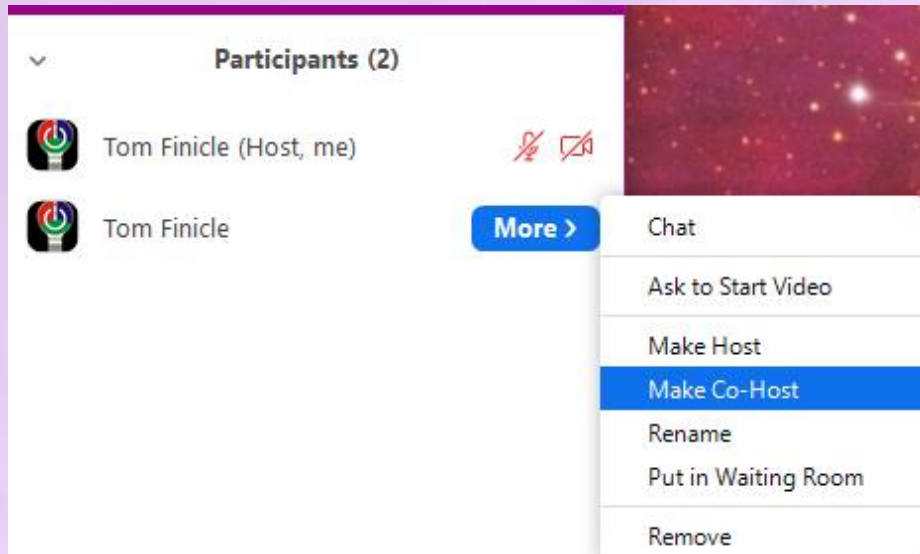 Participants (2)
Tom Finicle (Host, me)
Tom Finicle
More >
Chat
Ask to Start Video
Make Host
Make Co-Host
Rename
Put in Waiting Room
Remove